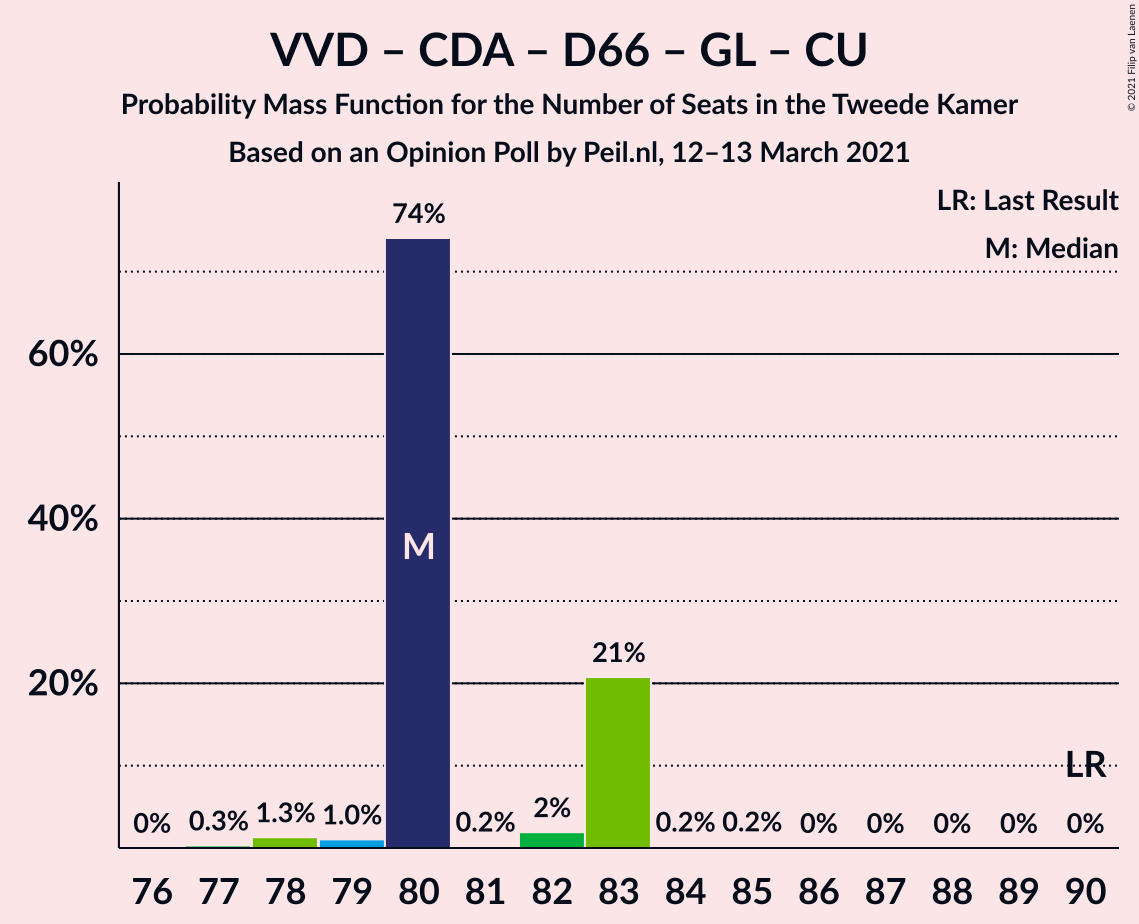 VVD – CDA – D66 – GL – CU
Probability Mass Function for the Number of Seats in the Tweede Kamer
Based on an Opinion Poll by Peil.nl, 12–13 March 2021
© 2021 Filip van Laenen
LR: Last Result
M: Median
74%
60%
40%
M
21%
20%
LR
0% 0.3% 1.3% 1.0% 0.2% 2% 0.2% 0.2% 0% 0% 0% 0% 0%
76 77 78 79 80 81 82 83 84 85 86 87 88 89 90